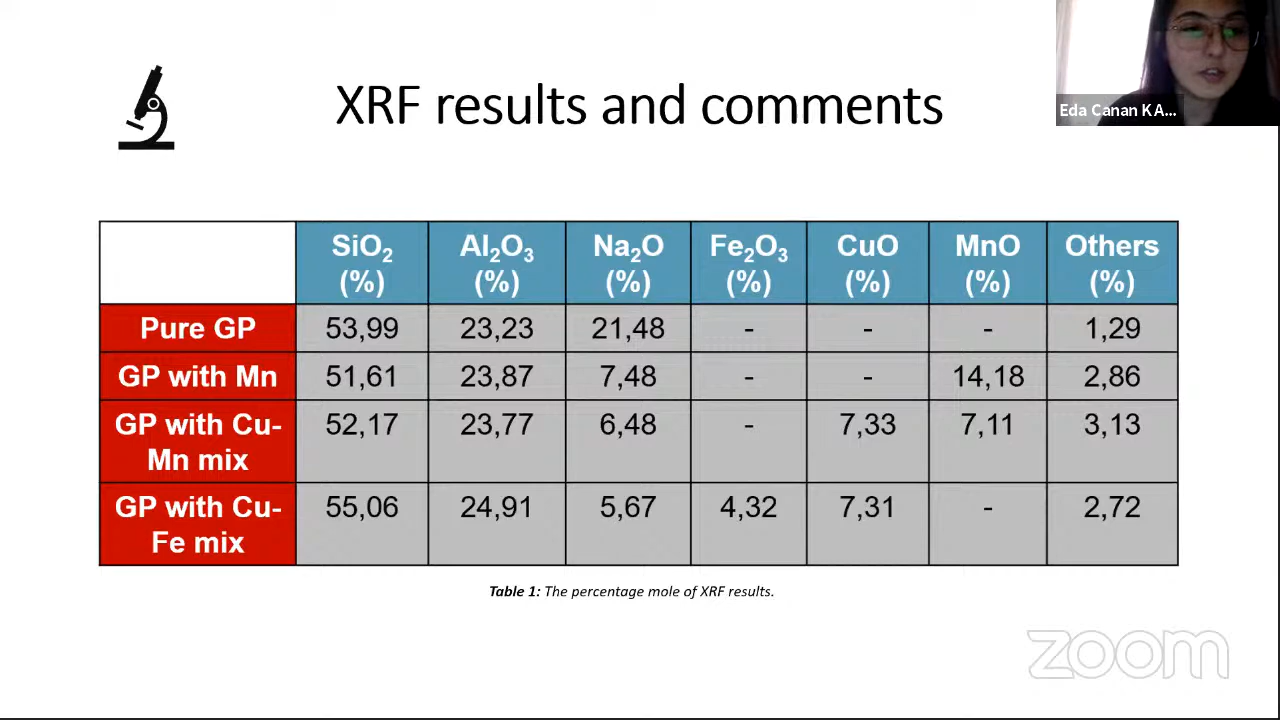 Eda Canan K A...
XRF results and comments
SiO₂ (%) Al₂O₃ (%) Na₂O (%) Fe₂O₃ (%) CuO (%) MnO (%) Others (%)
Pure GP 53,99 23,23 21,48 - - - 1,29
GP with Mn 51,61 23,87 7,48 - - 14,18 2,86
GP with Cu-Mn mix 52,17 23,77 6,48 - 7,33 7,11 3,13
GP with Cu-Fe mix 55,06 24,91 5,67 4,32 7,31 - 2,72
Table 1: The percentage mole of XRF results.
zoom